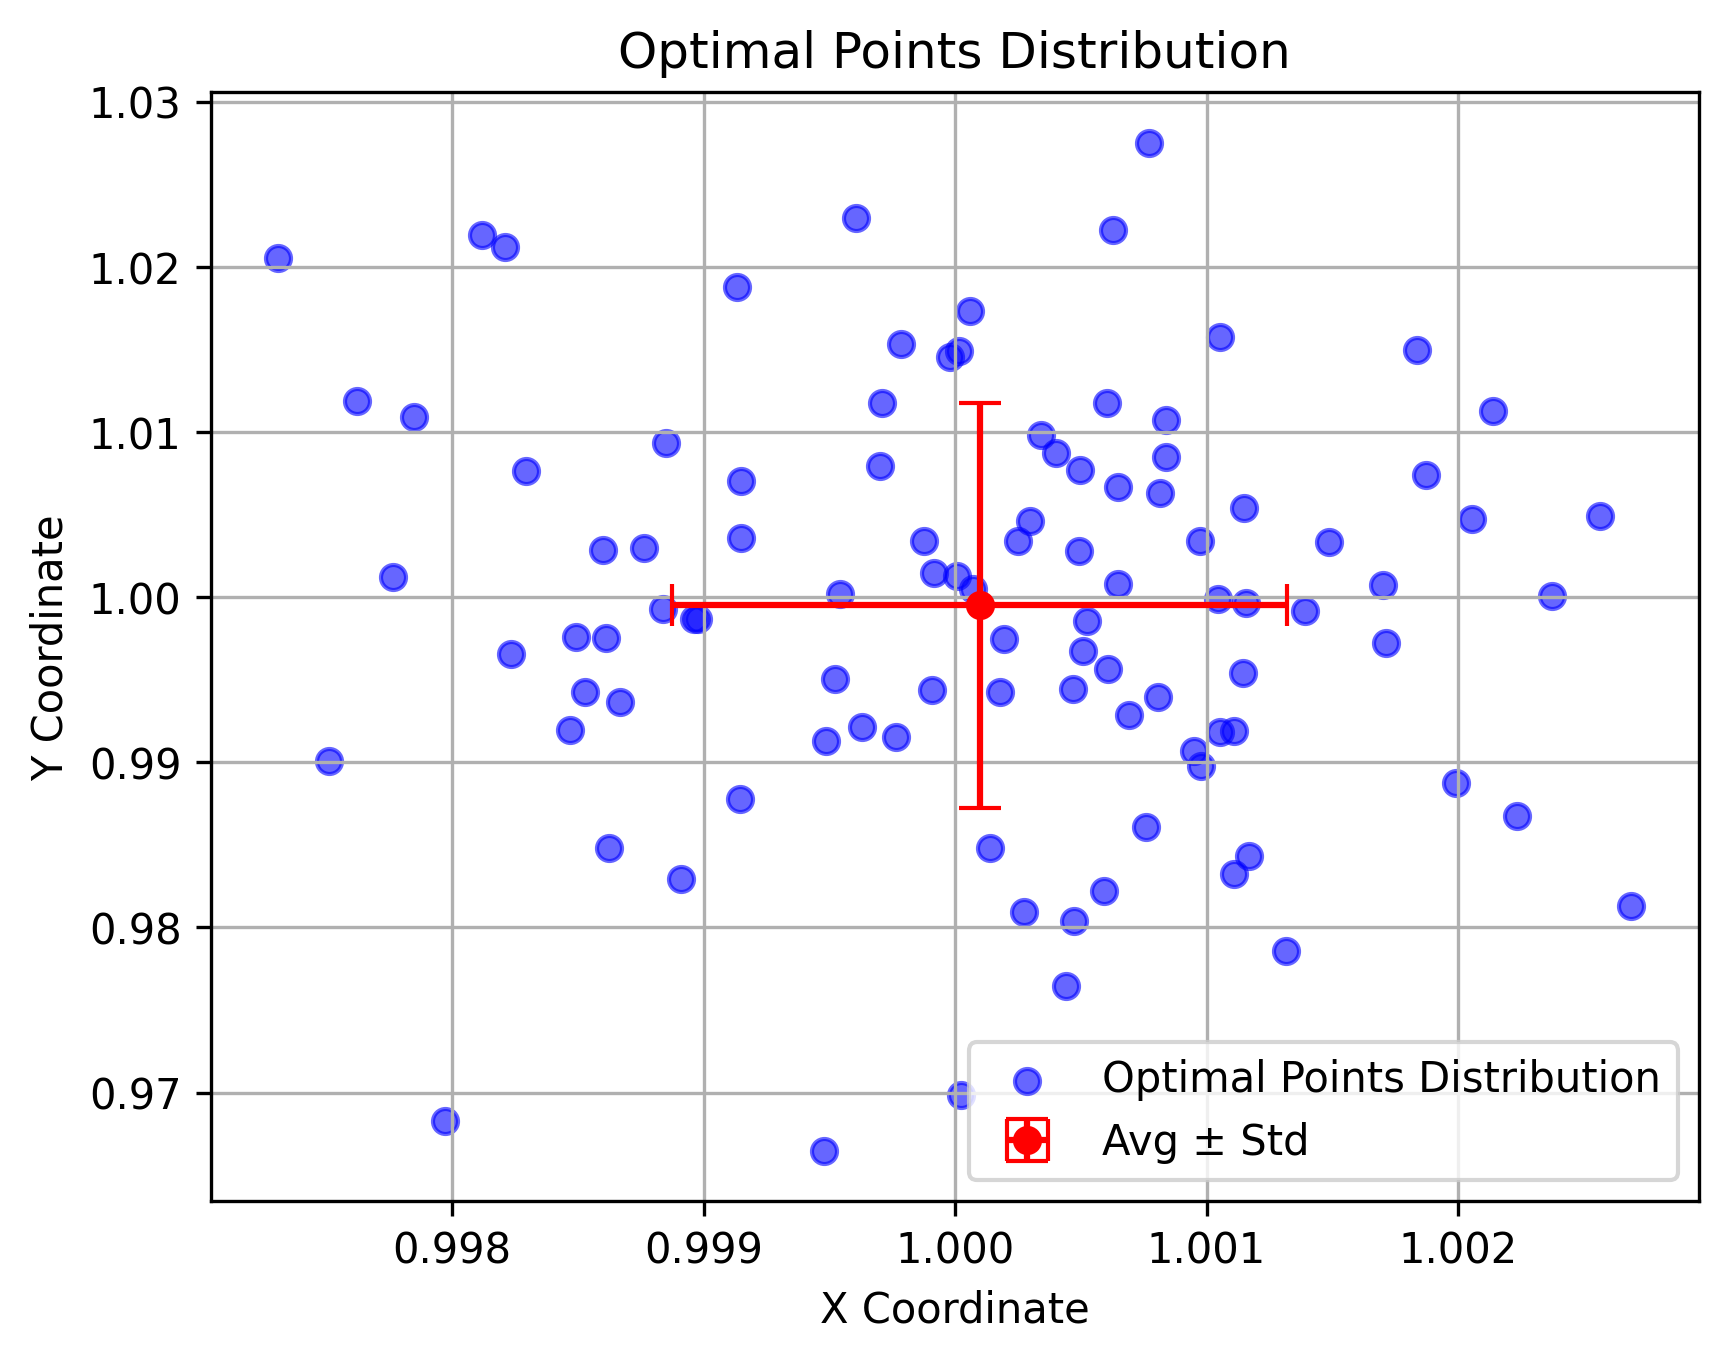 Optimal Points Distribution
1.03
1.02
1.01
1.00
0.99
0.98
0.97
Y Coordinate
0.998 0.999 1.000 1.001 1.002
X Coordinate
Optimal Points Distribution
Avg ± Std